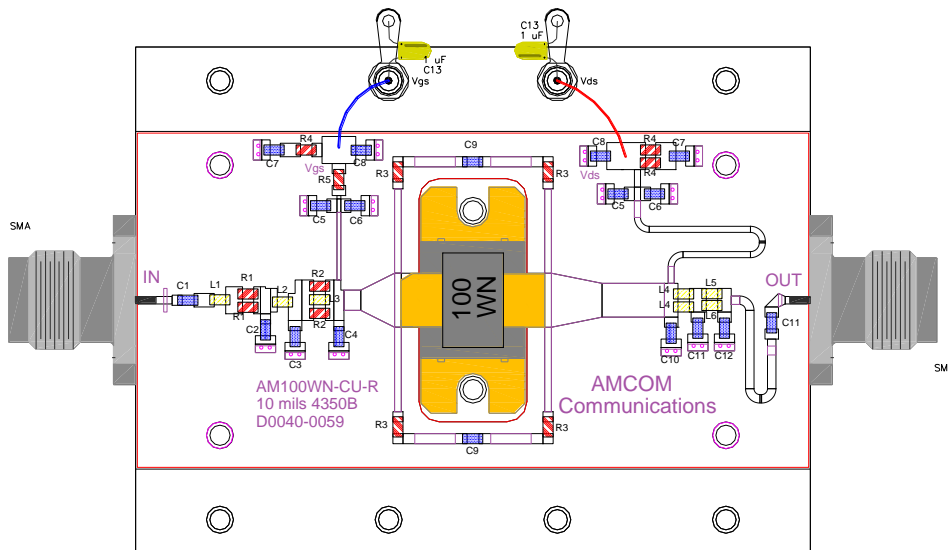 C13
1 uF
1 uF
C13
Vgs
Vds
R4
C7
C8
Vgs
R5
C5
C6
C9
R3
R3
C8
R4
C7
R4
Vds
C5
C6
SMA
IN
C1
L1
R1
R1
C2
L2
R2
L3
R2
C3
C4
100
WN
L4
L4
L5
L6
C10
C11
C12
OUT
C11
SM
AM100WN-CU-R
10 mils 4350B
D0040-0059
AMCOM
Communications
R3
R3
C9